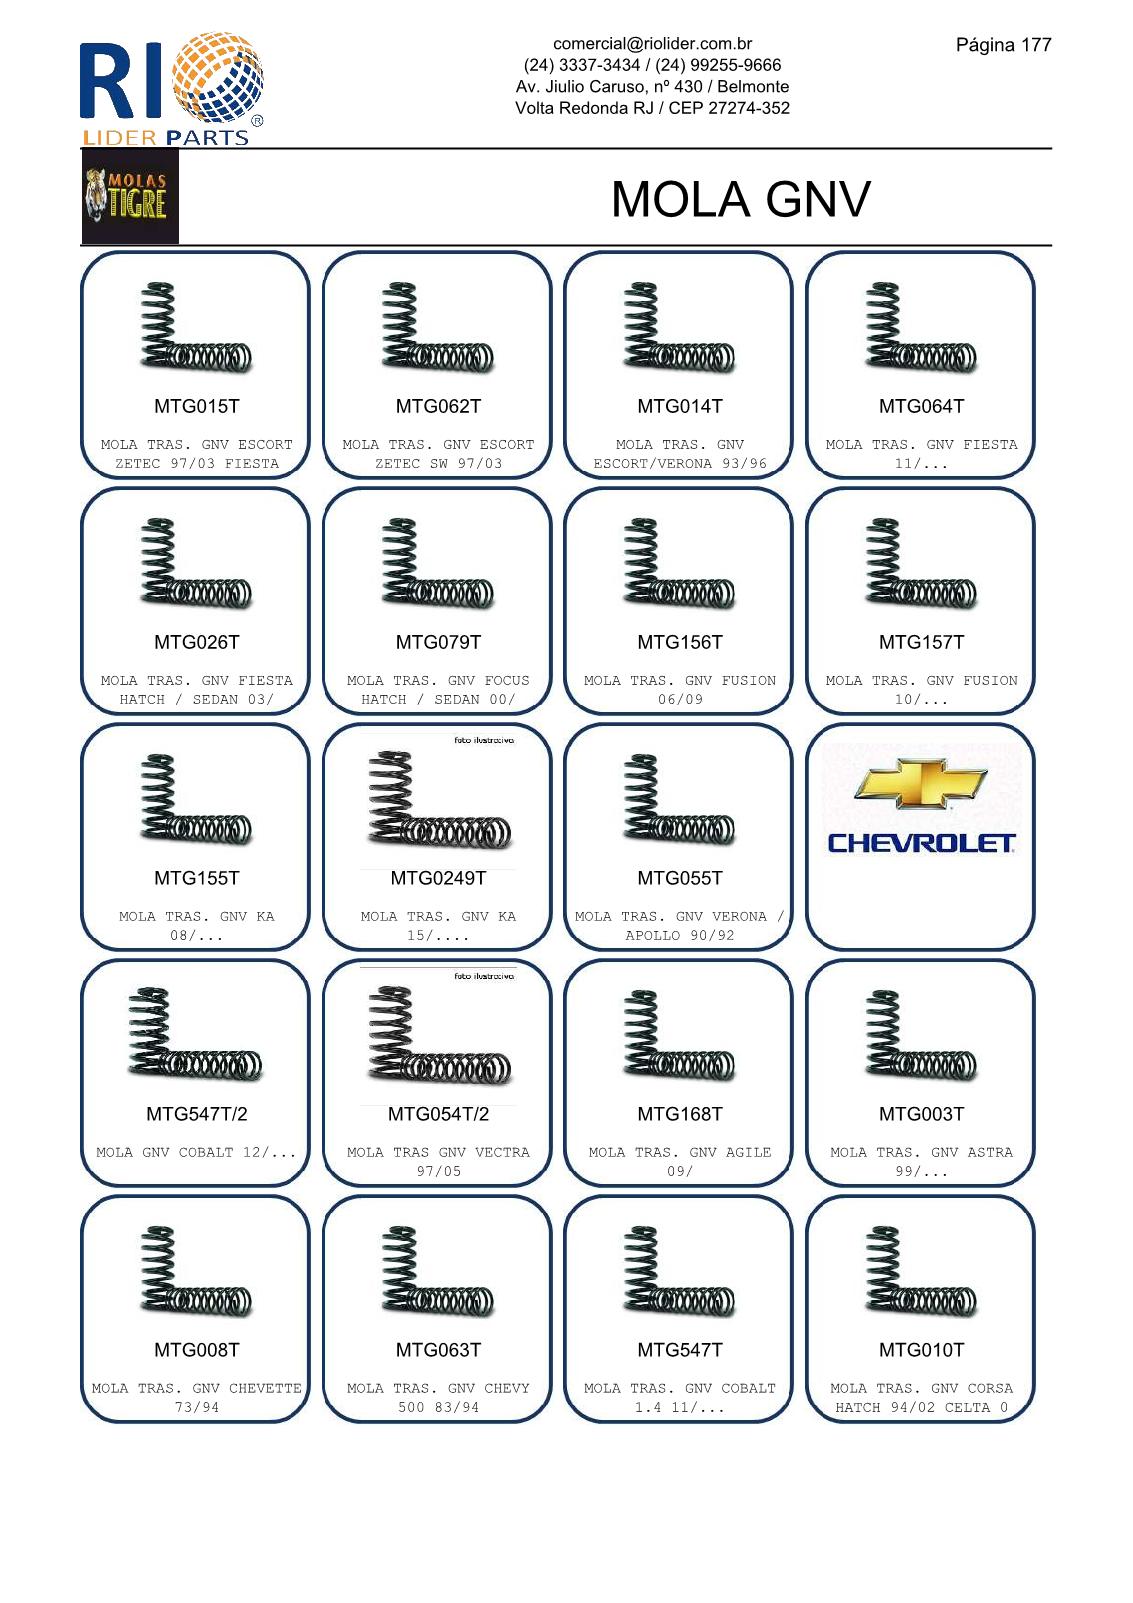 RIO
LIDER PARTS
®
comercial@riolider.com.br
(24) 3337-3434 / (24) 99255-9666
Av. Jiulio Caruso, nº 430 / Belmonte
Volta Redonda RJ / CEP 27274-352
Página 177
MOLAS
TIGRE
MOLA GNV
MTG015T
MOLA TRAS. GNV ESCORT
ZETEC 97/03 FIESTA
MTG062T
MOLA TRAS. GNV ESCORT
ZETEC SW 97/03
MTG014T
MOLA TRAS. GNV
ESCORT/VERONA 93/96
MTG064T
MOLA TRAS. GNV FIESTA
11/...
MTG026T
MOLA TRAS. GNV FIESTA
HATCH / SEDAN 03/
MTG079T
MOLA TRAS. GNV FOCUS
HATCH / SEDAN 00/
MTG156T
MOLA TRAS. GNV FUSION
06/09
MTG157T
MOLA TRAS. GNV FUSION
10/...
MTG155T
MOLA TRAS. GNV KA
08/...
foto ilustrativa
MTG0249T
MOLA TRAS. GNV KA
15/....
MTG055T
MOLA TRAS. GNV VERONA /
APOLLO 90/92
CHEVROLET
MTG547T/2
MOLA GNV COBALT 12/...
foto ilustrativa
MTG054T/2
MOLA TRAS GNV VECTRA
97/05
MTG168T
MOLA TRAS. GNV AGILE
09/
MTG003T
MOLA TRAS. GNV ASTRA
99/...
MTG008T
MOLA TRAS. GNV CHEVETTE
73/94
MTG063T
MOLA TRAS. GNV CHEVY
500 83/94
MTG547T
MOLA TRAS. GNV COBALT
1.4 11/...
MTG010T
MOLA TRAS. GNV CORSA
HATCH 94/02 CELTA 0